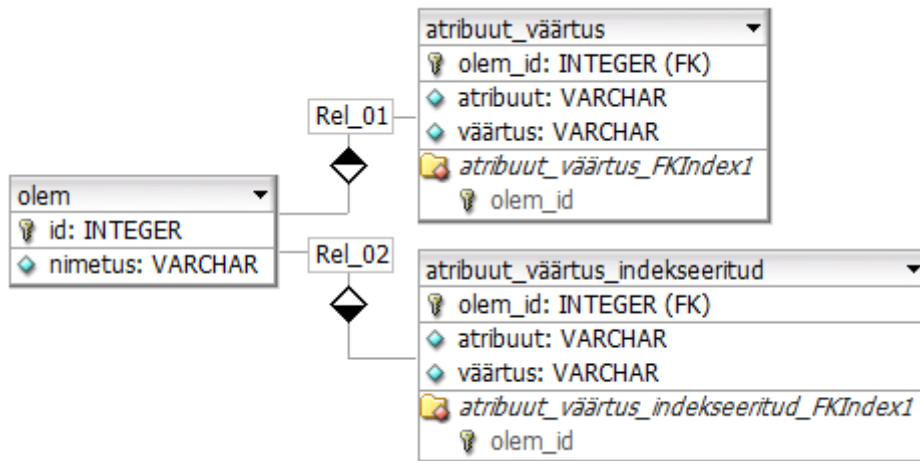 atribuut_väärtus
olem_id: INTEGER (FK)
atribuut: VARCHAR
väärtus: VARCHAR
atribuut_väärtus_FKIndex1
olem_id
Rel_01
olem
id: INTEGER
nimetus: VARCHAR
Rel_02
atribuut_väärtus_indekseeritud
olem_id: INTEGER (FK)
atribuut: VARCHAR
väärtus: VARCHAR
atribuut_väärtus_indekseeritud_FKIndex1
olem_id